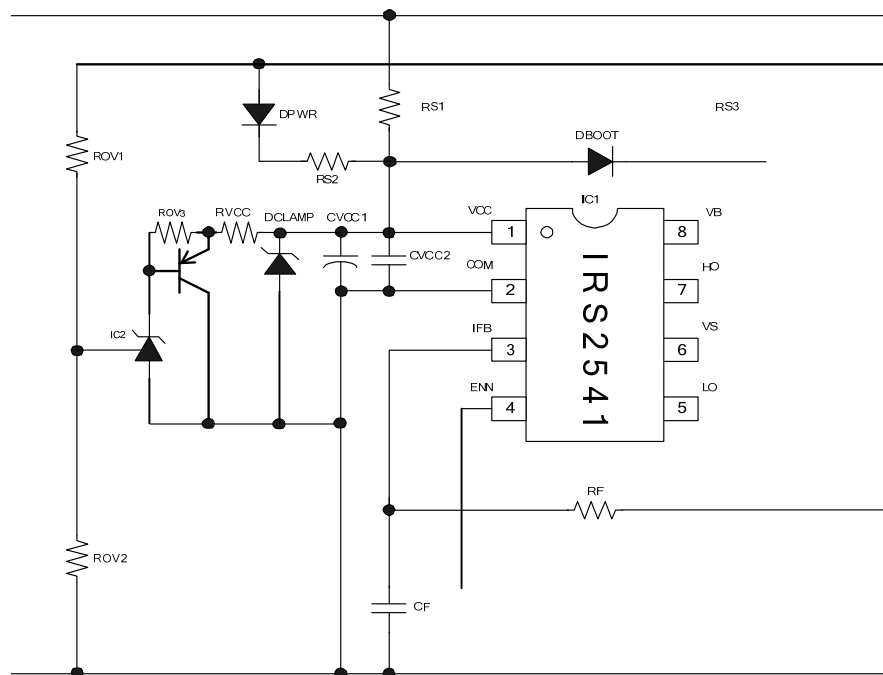 RS1
RS3
DPWR
DBOOT
ROV1
RS2
IC1
ROV3
RVCC
DCLAMP
CVCC1
VCC
1
8
VB
CVCC2
COM
2
7
HO
IRS2541
IC2
IFB
3
6
VS
ENN
4
5
LO
RF
ROV2
CF